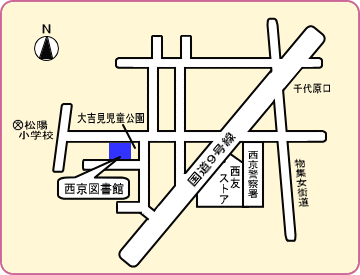 N
千代原口
大吉見児童公園
㊛松陽
小学校
国道9号線
西京図書館
西友
ストア
西京警察署
物集女街道